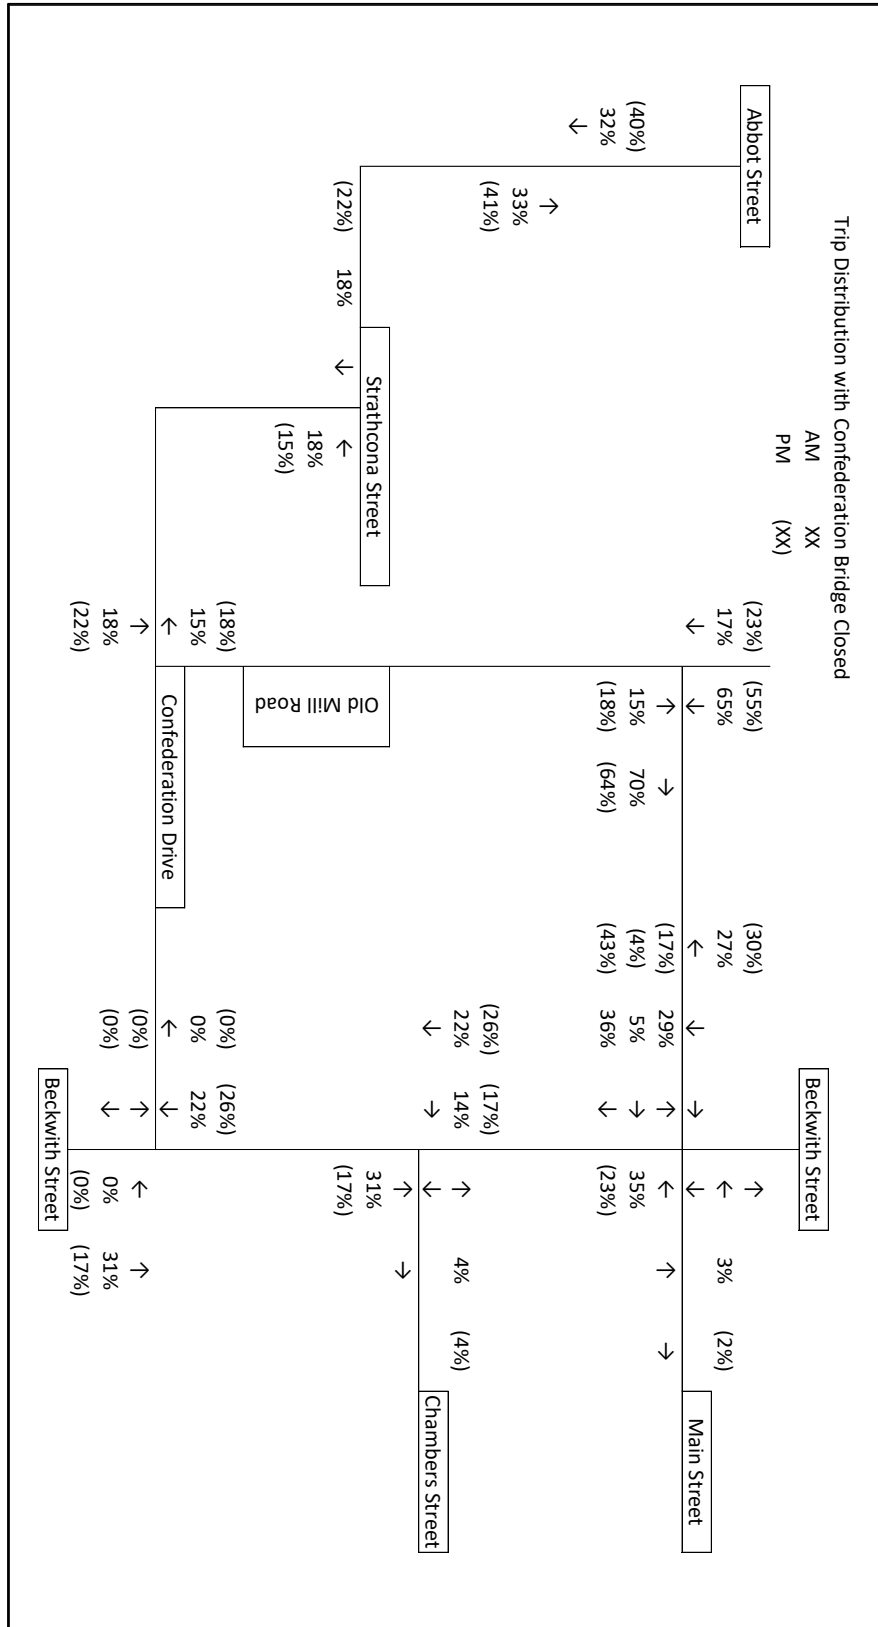 Trip Distribution with Confederation Bridge Closed
AM XX
Beckwith Street
PM (XX)
Abbot Street
(23%) (55%) (30%)
17% 65% 27% 3% (2%)
Main Street
(17%) 29%
(40%) 15% 70% (4%) 5% 35%
32% (18%) (64%) (43%) 36% (23%)
33%
(41%) (26%) (17%)
22% 14% 4% (4%)
Chambers Street
Strathcona Street
31%
(22%) 18% (17%)
Old Mill Road
18%
(15%)
(18%) (0%) (26%)
15% 0% 22%
Confederation Drive
(0%)
18% (0%) 0% 31%
(22%) (0%) (17%)
Beckwith Street